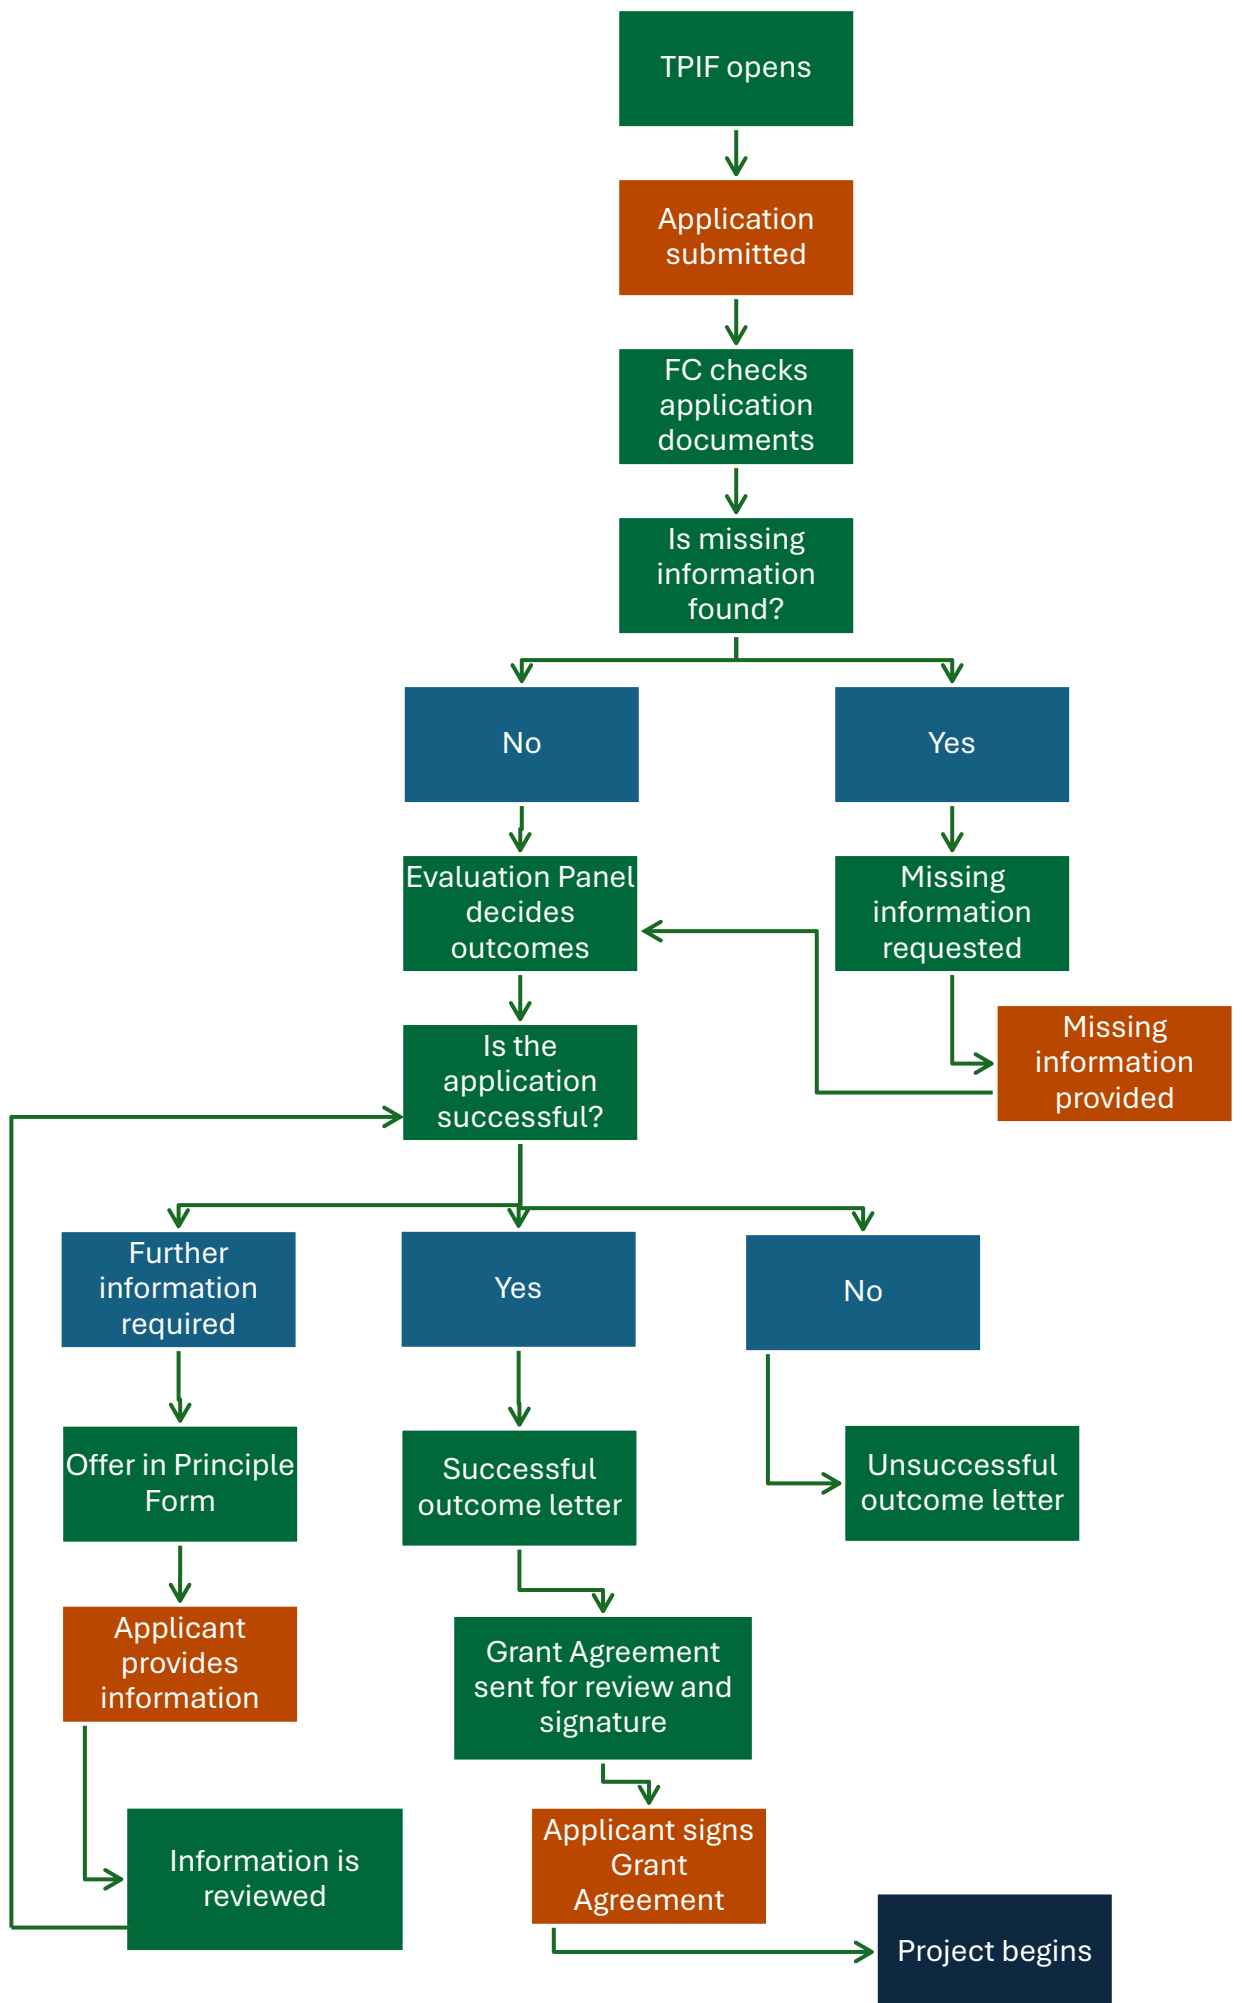 TPIF opens
Application
submitted
FC checks
application
documents
Is missing
information
found?
No
Yes
Evaluation Panel
decides
outcomes
Missing
information
requested
Missing
information
provided
Is the
application
successful?
Further
information
required
Yes
No
Offer in Principle
Form
Successful
outcome letter
Unsuccessful
outcome letter
Applicant
provides
information
Grant Agreement
sent for review and
signature
Information is
reviewed
Applicant signs
Grant
Agreement
Project begins